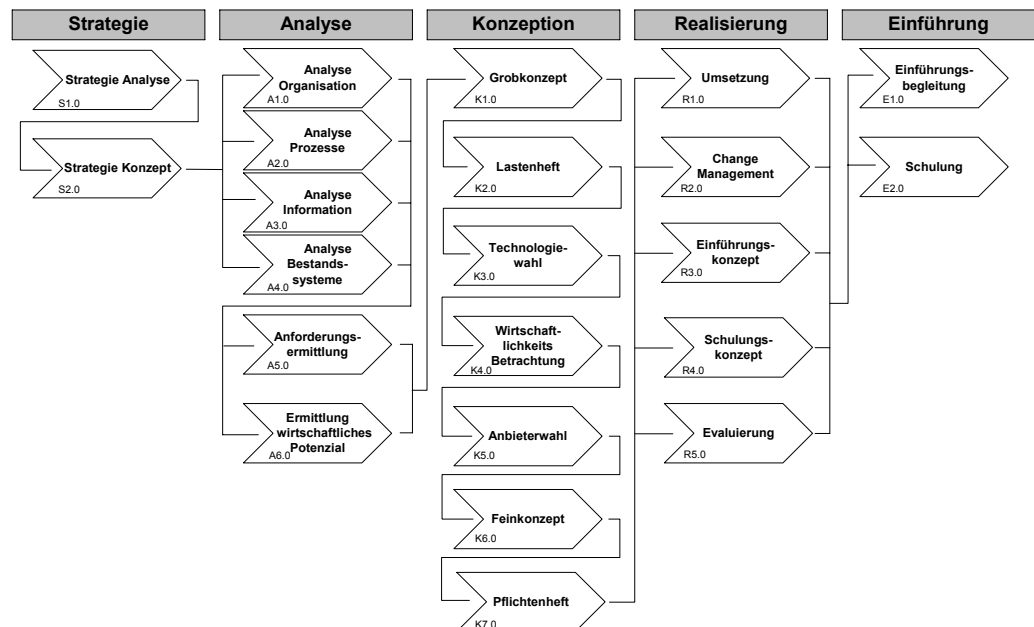 Strategie
Analyse
Konzeption
Realisierung
Einführung
Strategie Analyse
S1.0
Strategie Konzept
S2.0
Analyse
Organisation
A1.0
Analyse
Prozesse
A2.0
Analyse
Information
A3.0
Analyse
Bestands-
systeme
A4.0
Anforderungs-
ermittlung
A5.0
Ermittlung
wirtschaftliches
Potenzial
A6.0
Grobkonzept
K1.0
Lastenheft
K2.0
Technologie-
wahl
K3.0
Wirtschaft-
lichkeits
Betrachtung
K4.0
Anbieterwahl
K5.0
Feinkonzept
K6.0
Pflichtenheft
K7.0
Umsetzung
R1.0
Change
Management
R2.0
Einführungs-
konzept
R3.0
Schulungs-
konzept
R4.0
Evaluierung
R5.0
Einführungs-
begleitung
E1.0
Schulung
E2.0